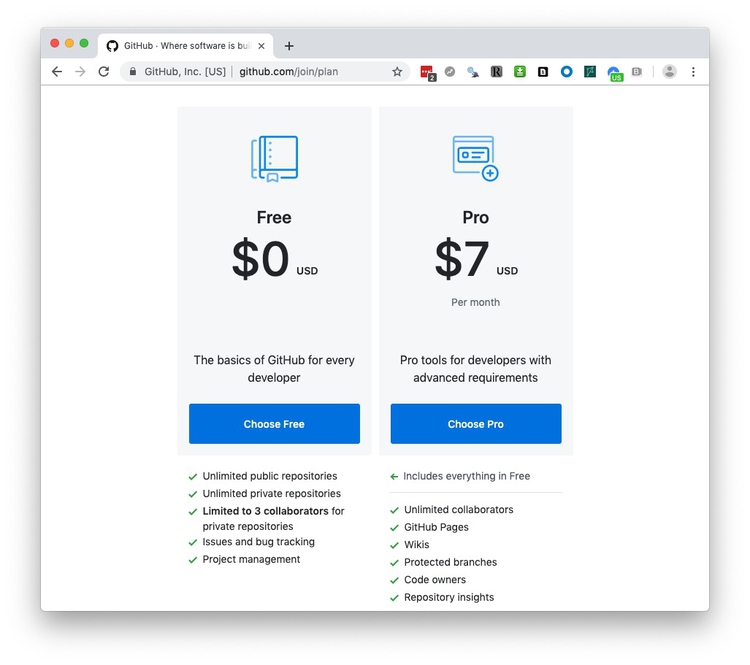 GitHub · Where software is bui
GitHub, Inc. [US] | github.com/join/plan
2
US
Free
$0 USD
The basics of GitHub for every
developer
Choose Free
Unlimited public repositories
Unlimited private repositories
Limited to 3 collaborators for
private repositories
Issues and bug tracking
Project management
Pro
$7 USD
Per month
Pro tools for developers with
advanced requirements
Choose Pro
Includes everything in Free
Unlimited collaborators
GitHub Pages
Wikis
Protected branches
Code owners
Repository insights